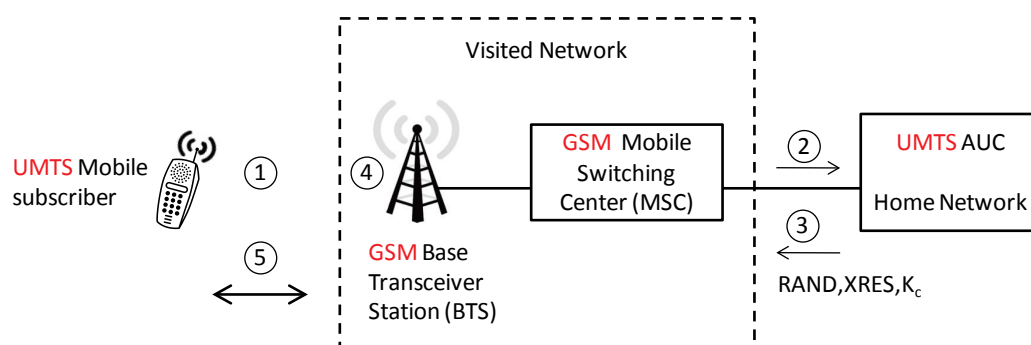 Visited Network
UMTS Mobile
subscriber
1
4
GSM Mobile
Switching
Center (MSC)
2
UMTS AUC
Home Network
3
RAND,XRES,Kc
5
GSM Base
Transceiver
Station (BTS)